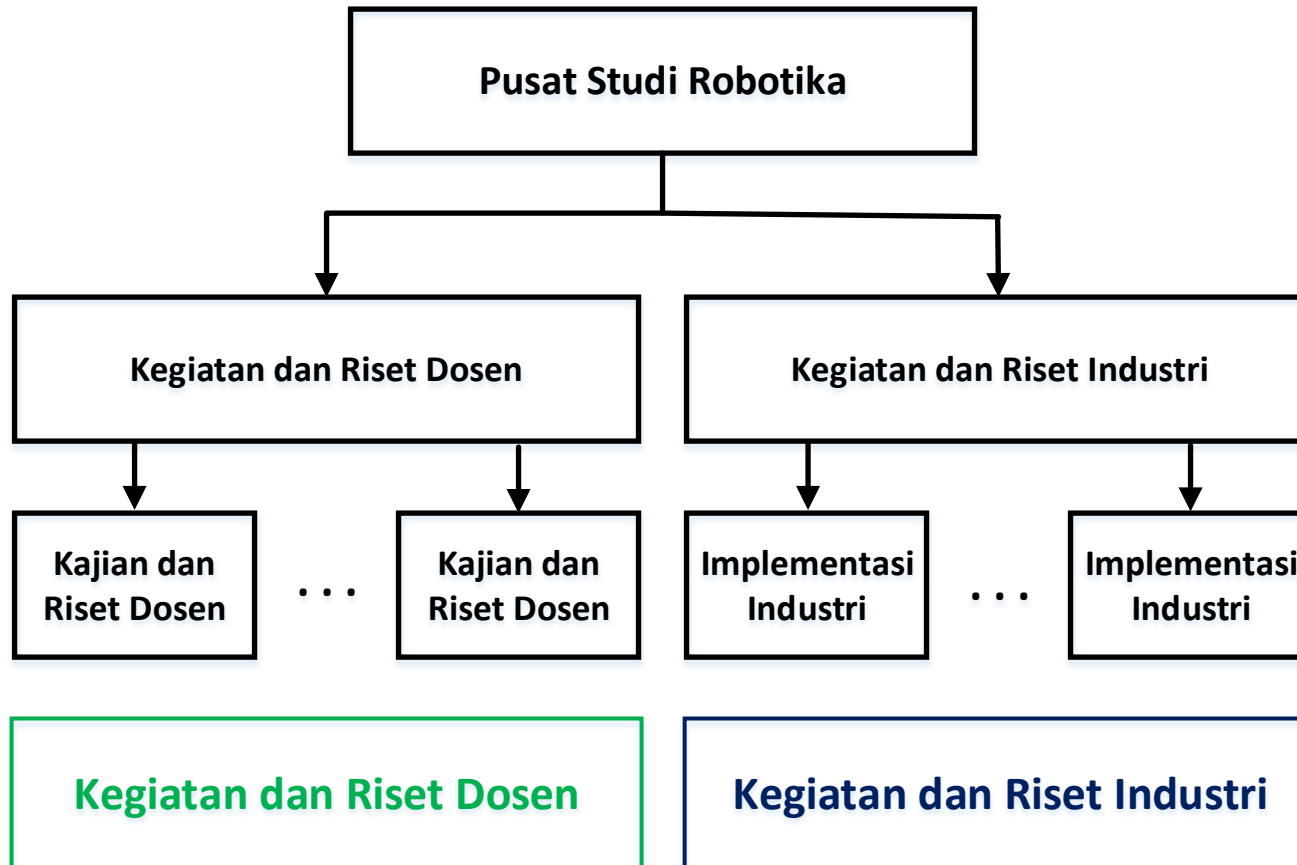 Pusat Studi Robotika
Kegiatan dan Riset Dosen
Kegiatan dan Riset Industri
Kajian dan
Riset Dosen
. . .
Kajian dan
Riset Dosen
Implementasi
Industri
. . .
Implementasi
Industri
Kegiatan dan Riset Dosen
Kegiatan dan Riset Industri